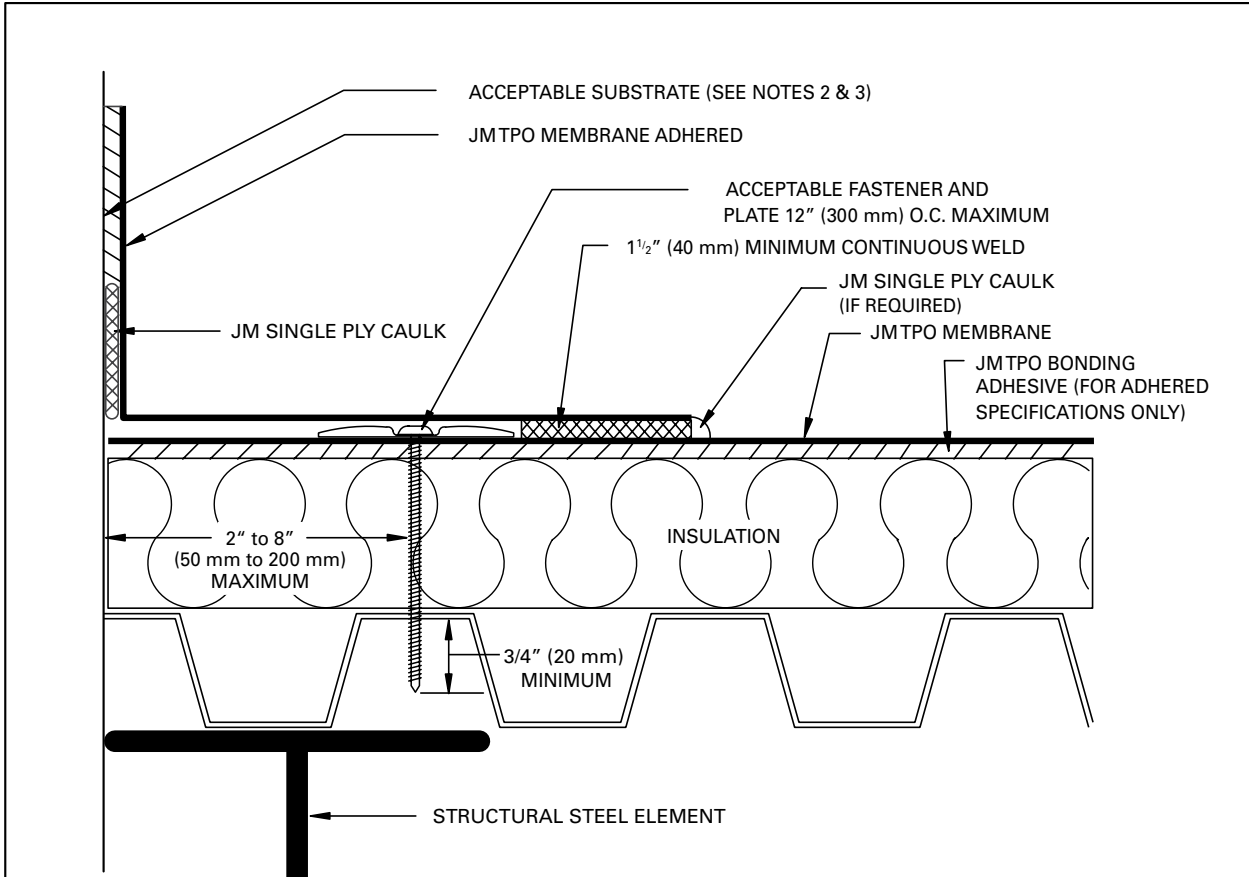 ACCEPTABLE SUBSTRATE (SEE NOTES 2 & 3)
JM TPO MEMBRANE ADHERED
ACCEPTABLE FASTENER AND
PLATE 12" (300 mm) O.C. MAXIMUM
1 1/2" (40 mm) MINIMUM CONTINUOUS WELD
JM SINGLE PLY CAULK
(IF REQUIRED)
JM SINGLE PLY CAULK
JM TPO MEMBRANE
JM TPO BONDING
ADHESIVE (FOR ADHERED
SPECIFICATIONS ONLY)
2" to 8"
(50 mm to 200 mm)
MAXIMUM
INSULATION
3/4" (20 mm)
MINIMUM
STRUCTURAL STEEL ELEMENT